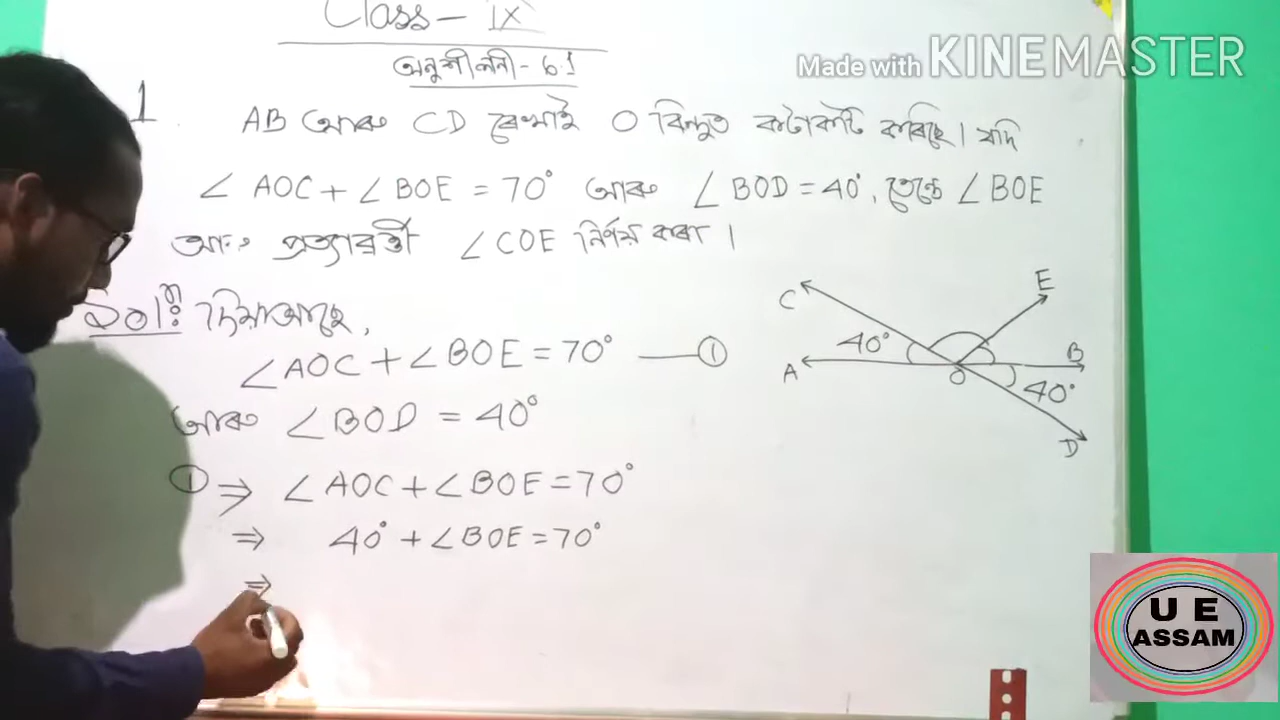 Class - IX
Made with KINEMASTER
অনুশীলনী - 6.1
1. AB আৰু CD ৰেখাই O বিন্দুত কটাকটি কৰিছে। যদি
∠AOC + ∠BOE = 70° আৰু ∠BOD = 40°, তেন্তে ∠BOE
আৰু প্ৰত্যাৱৰ্তী ∠COE নিৰ্ণয় কৰা।
Solⁿ: দিয়া আছে,
∠AOC + ∠BOE = 70° —— ①
আৰু ∠BOD = 40°
① ⇒ ∠AOC + ∠BOE = 70°
⇒ 40° + ∠BOE = 70°
⇒
C
E
40°
A
O
B
40°
D
U E
ASSAM